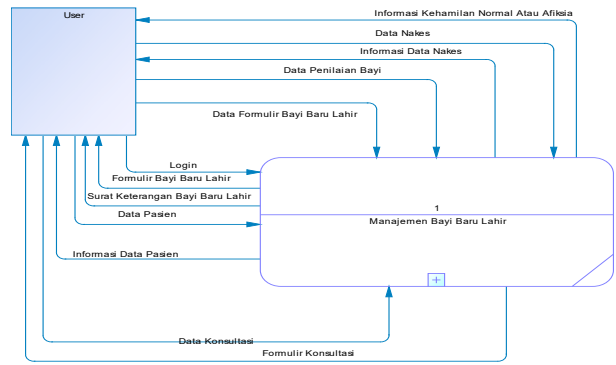 User
Informasi Kehamilan Normal Atau Afiksia
Data Nakes
Informasi Data Nakes
Data Penilaian Bayi
Data Formulir Bayi Baru Lahir
Login
Formulir Bayi Baru Lahir
Surat Keterangan Bayi Baru Lahir
Data Pasien
1
Manajemen Bayi Baru Lahir
Informasi Data Pasien
Data Konsultasi
Formulir Konsultasi